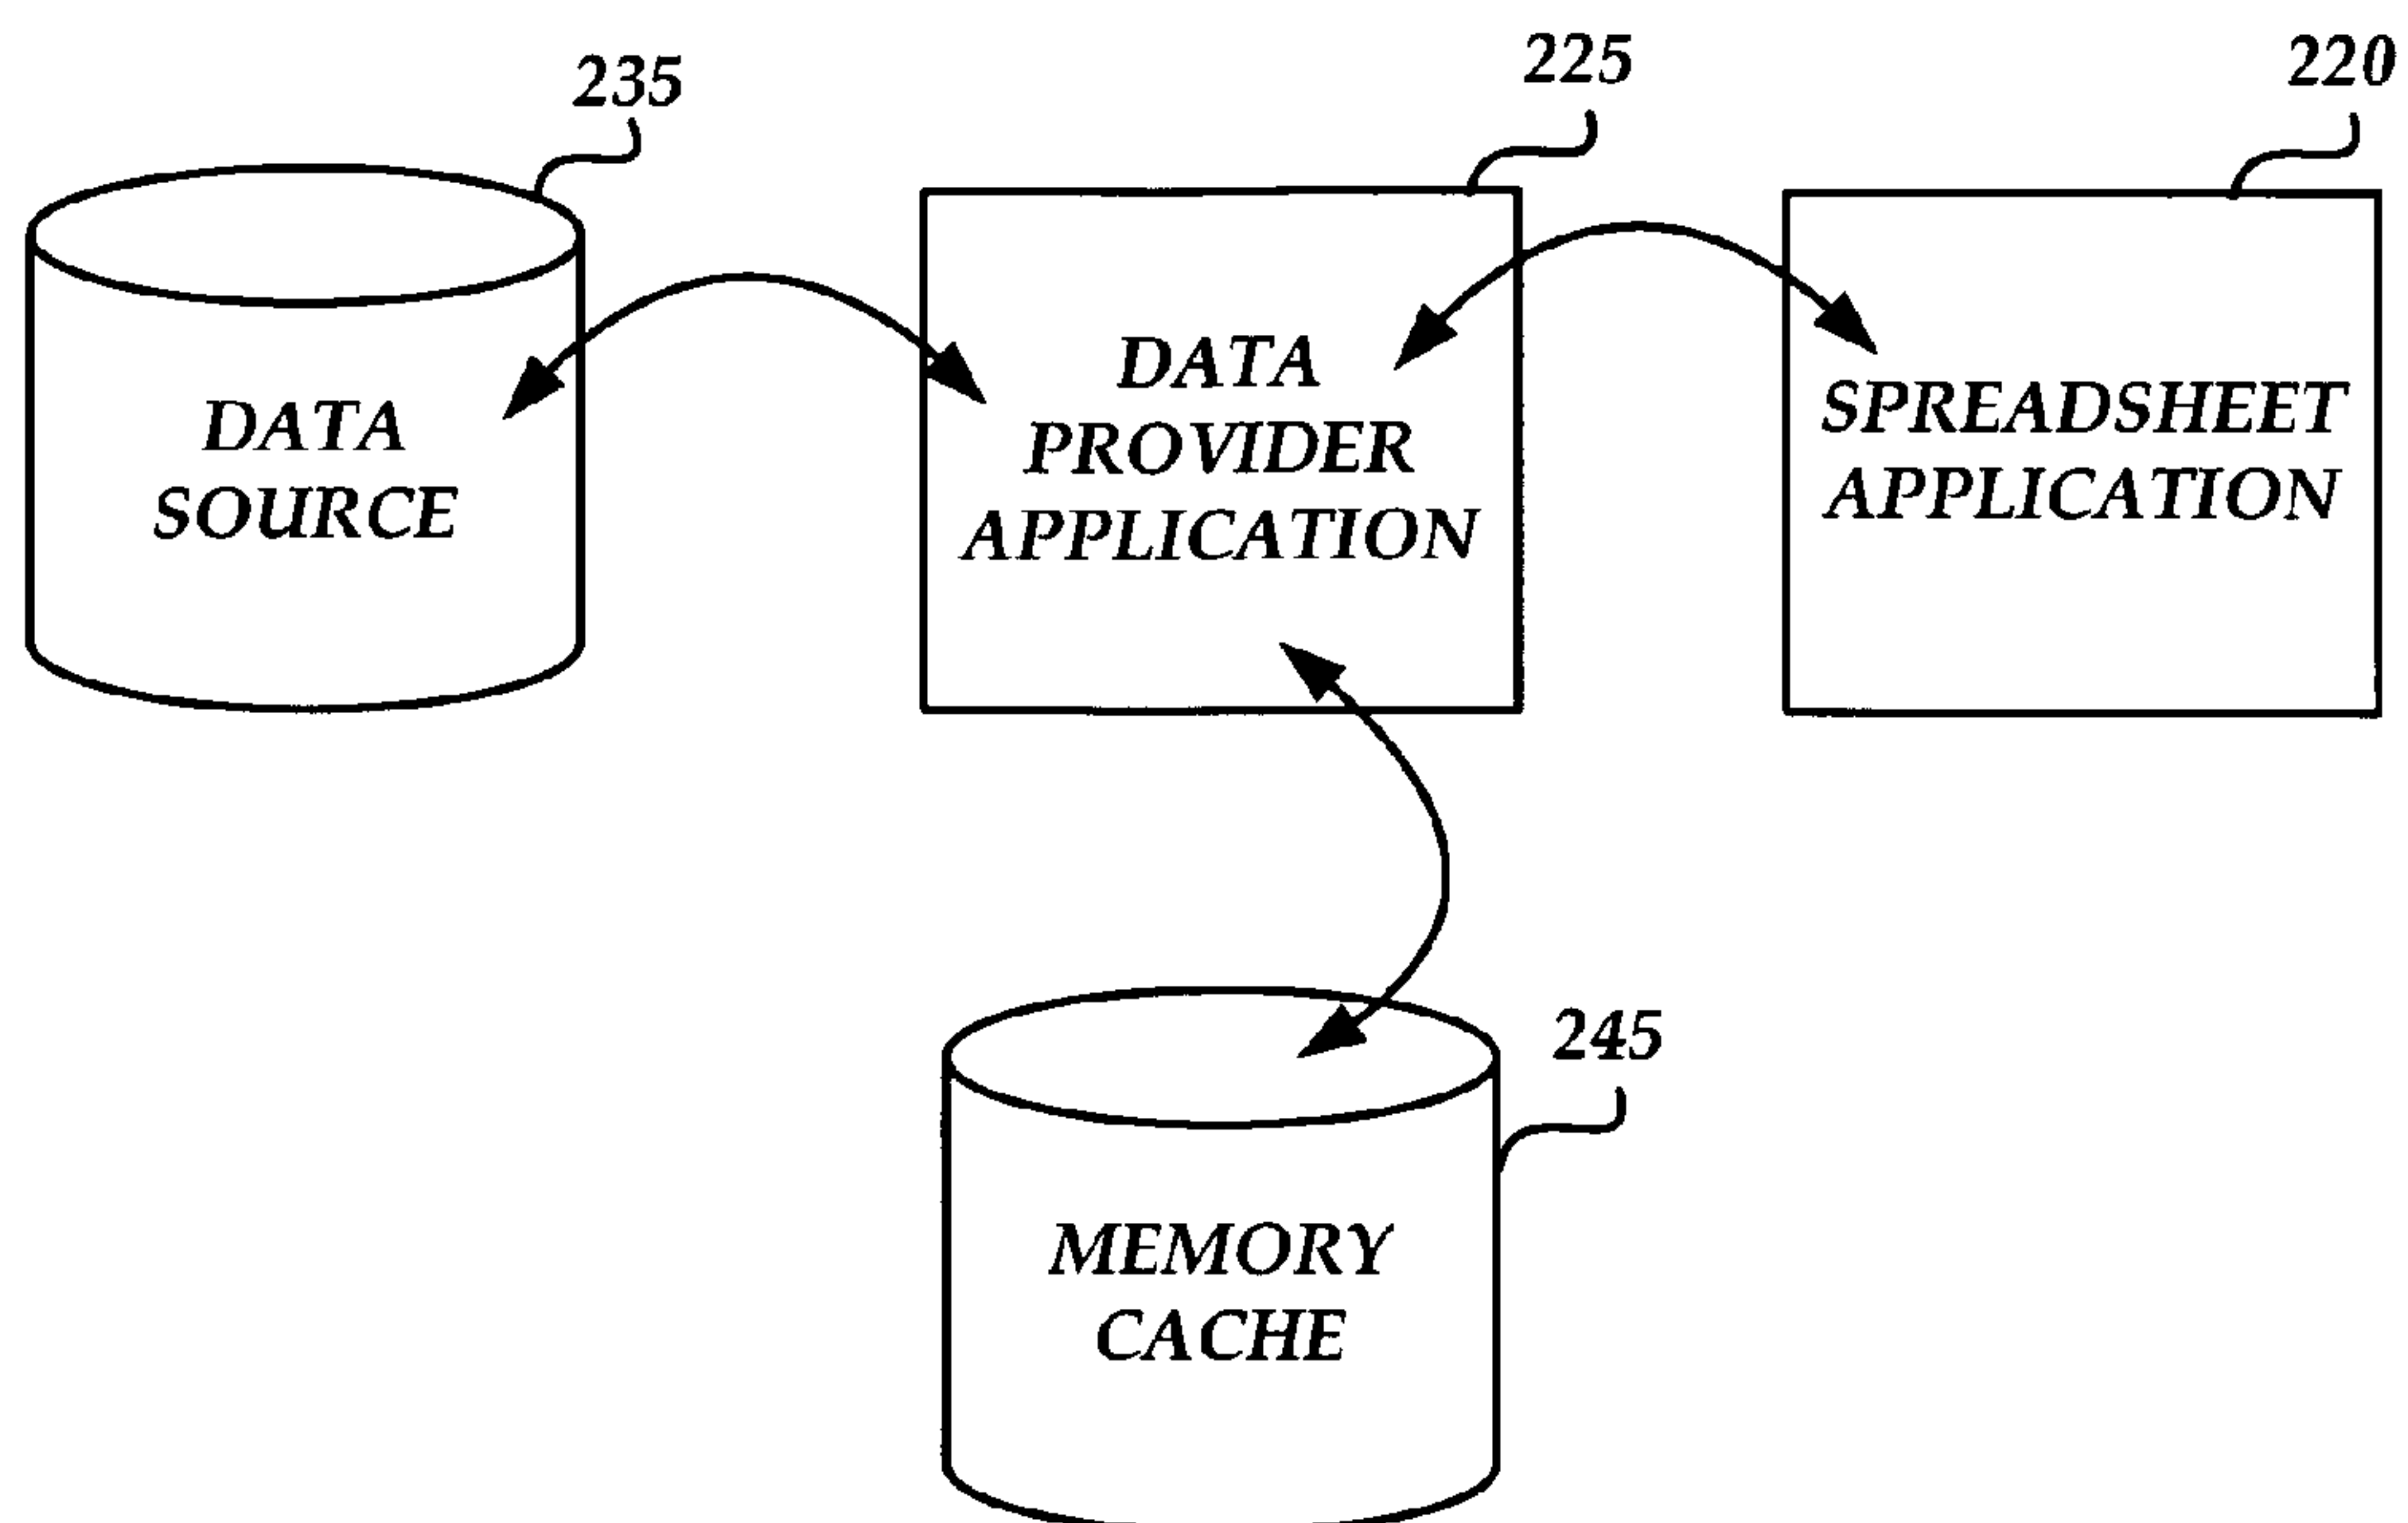 235
225
220
DATA
SOURCE
DATA
PROVIDER
APPLICATION
SPREADSHEET
APPLICATION
245
MEMORY
CACHE